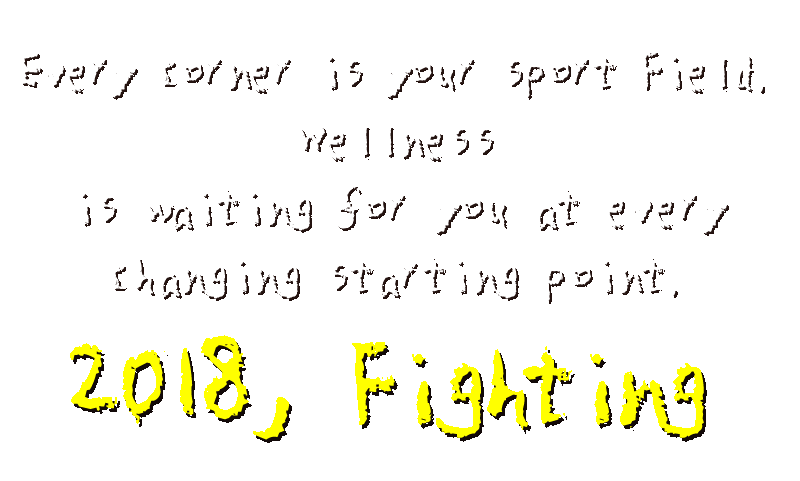 Every corner is your sport Field.
Wellness
is waiting for you at every
changing starting point.
2018, Fighting